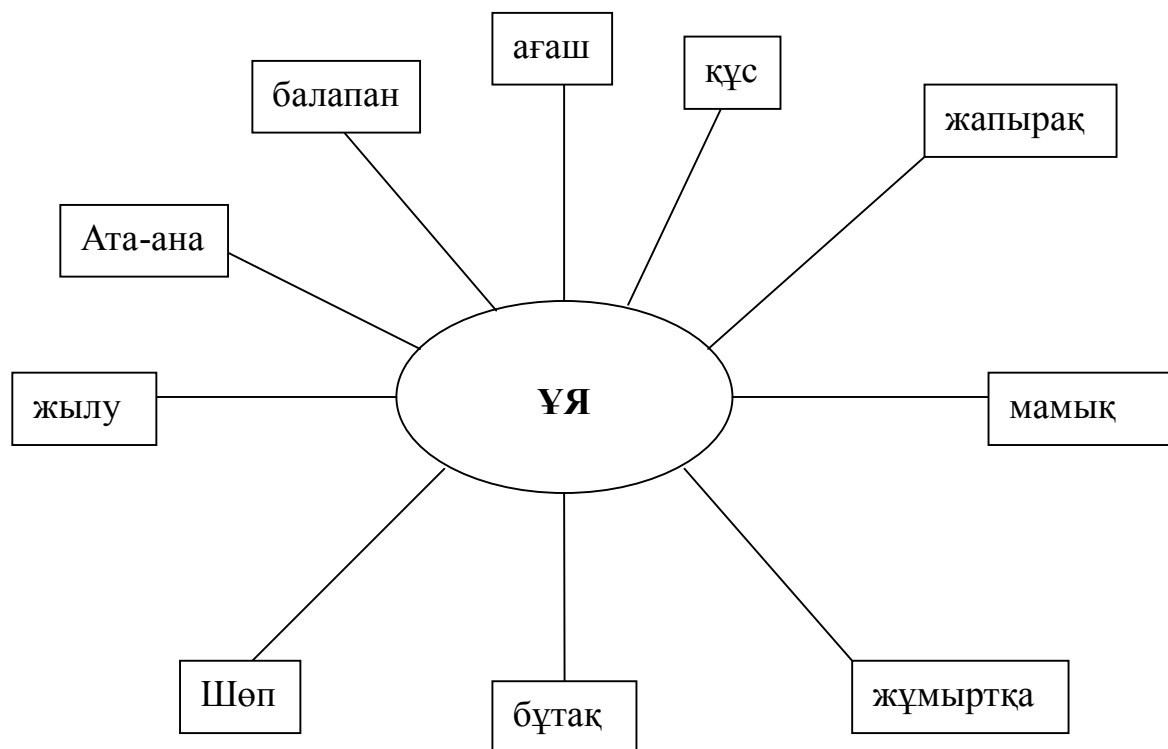 ағаш
құс
балапан
жапырақ
Ата-ана
жылу
ҰЯ
мамық
Шөп
бұтақ
жұмыртқа